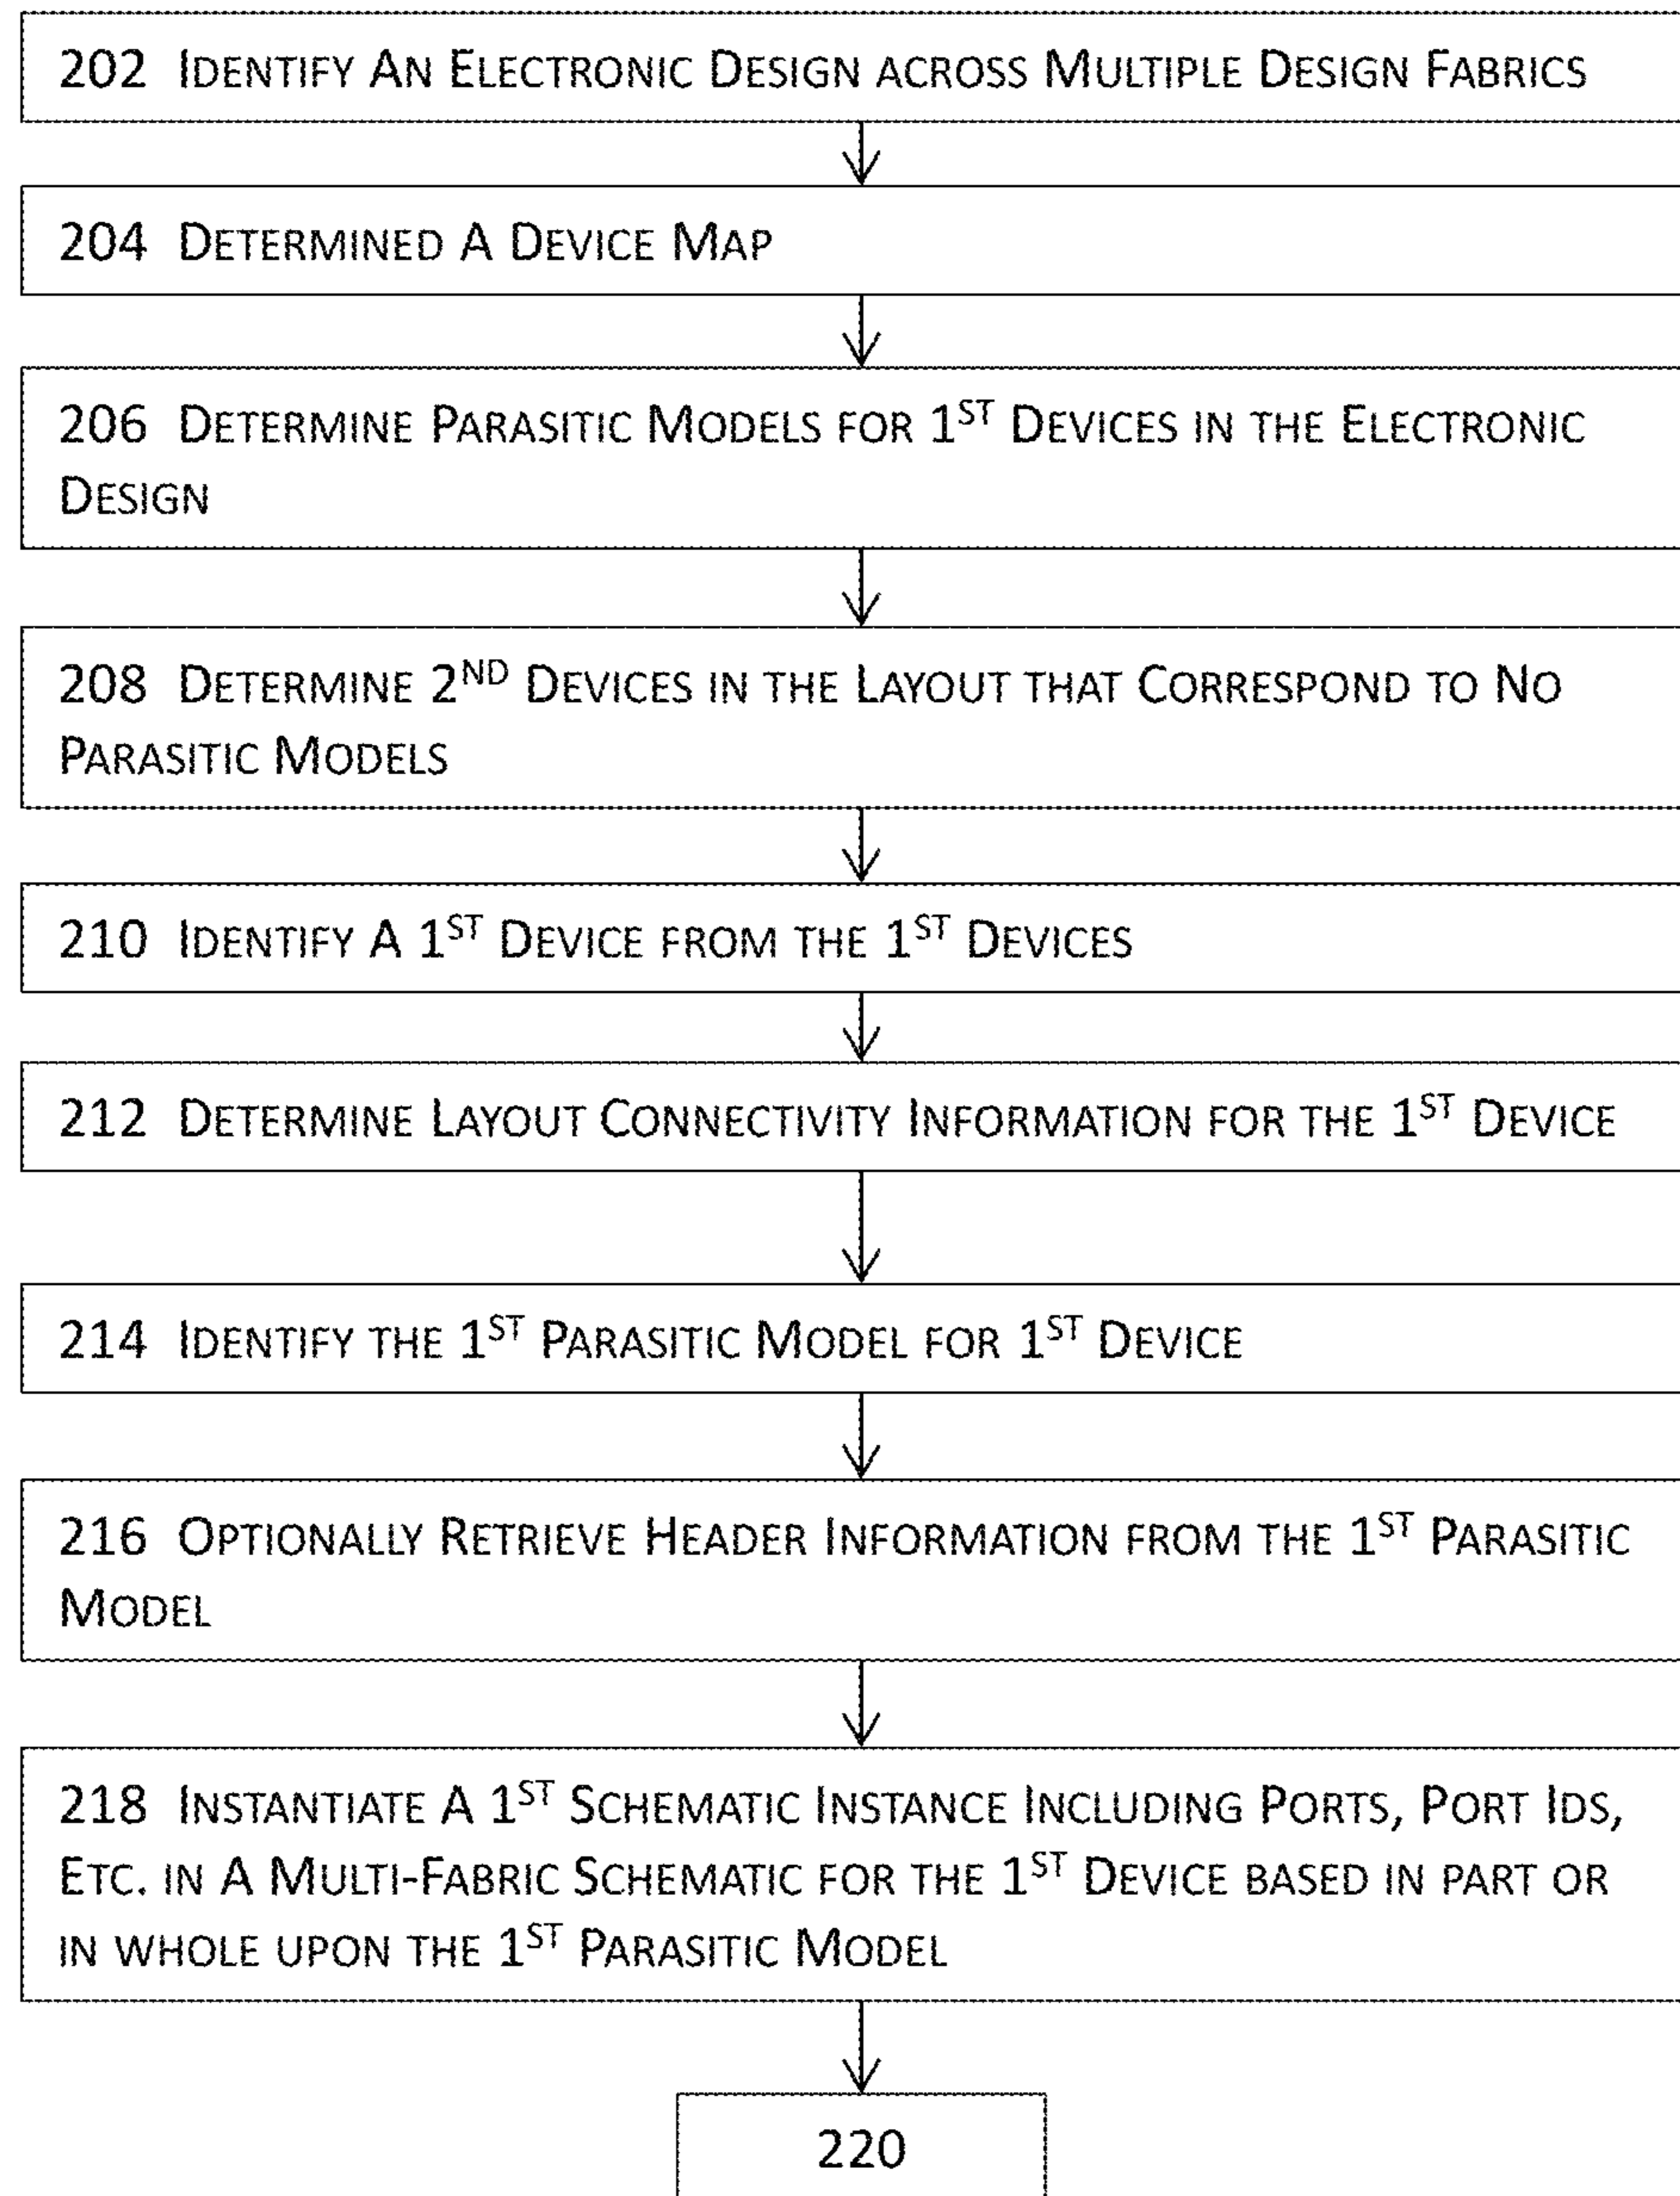 202 Identify An Electronic Design across Multiple Design Fabrics
204 Determined A Device Map
206 Determine Parasitic Models for 1st Devices in the Electronic
Design
208 Determine 2nd Devices in the Layout that Correspond to No
Parasitic Models
210 Identify A 1st Device from the 1st Devices
212 Determine Layout Connectivity Information for the 1st Device
214 Identify the 1st Parasitic Model for 1st Device
216 Optionally Retrieve Header Information from the 1st Parasitic
Model
218 Instantiate A 1st Schematic Instance Including Ports, Port Ids,
Etc. in A Multi-Fabric Schematic for the 1st Device based in part or
in whole upon the 1st Parasitic Model
220